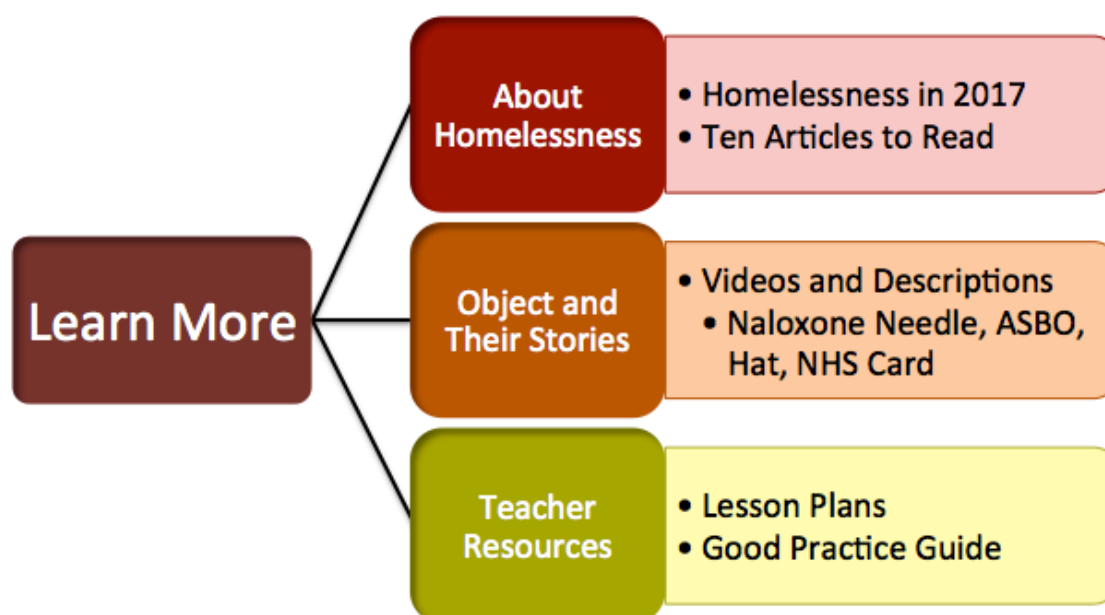 Learn More
About
Homelessness
• Homelessness in 2017
• Ten Articles to Read
Object and
Their Stories
• Videos and Descriptions
• Naloxone Needle, ASBO,
Hat, NHS Card
Teacher
Resources
• Lesson Plans
• Good Practice Guide